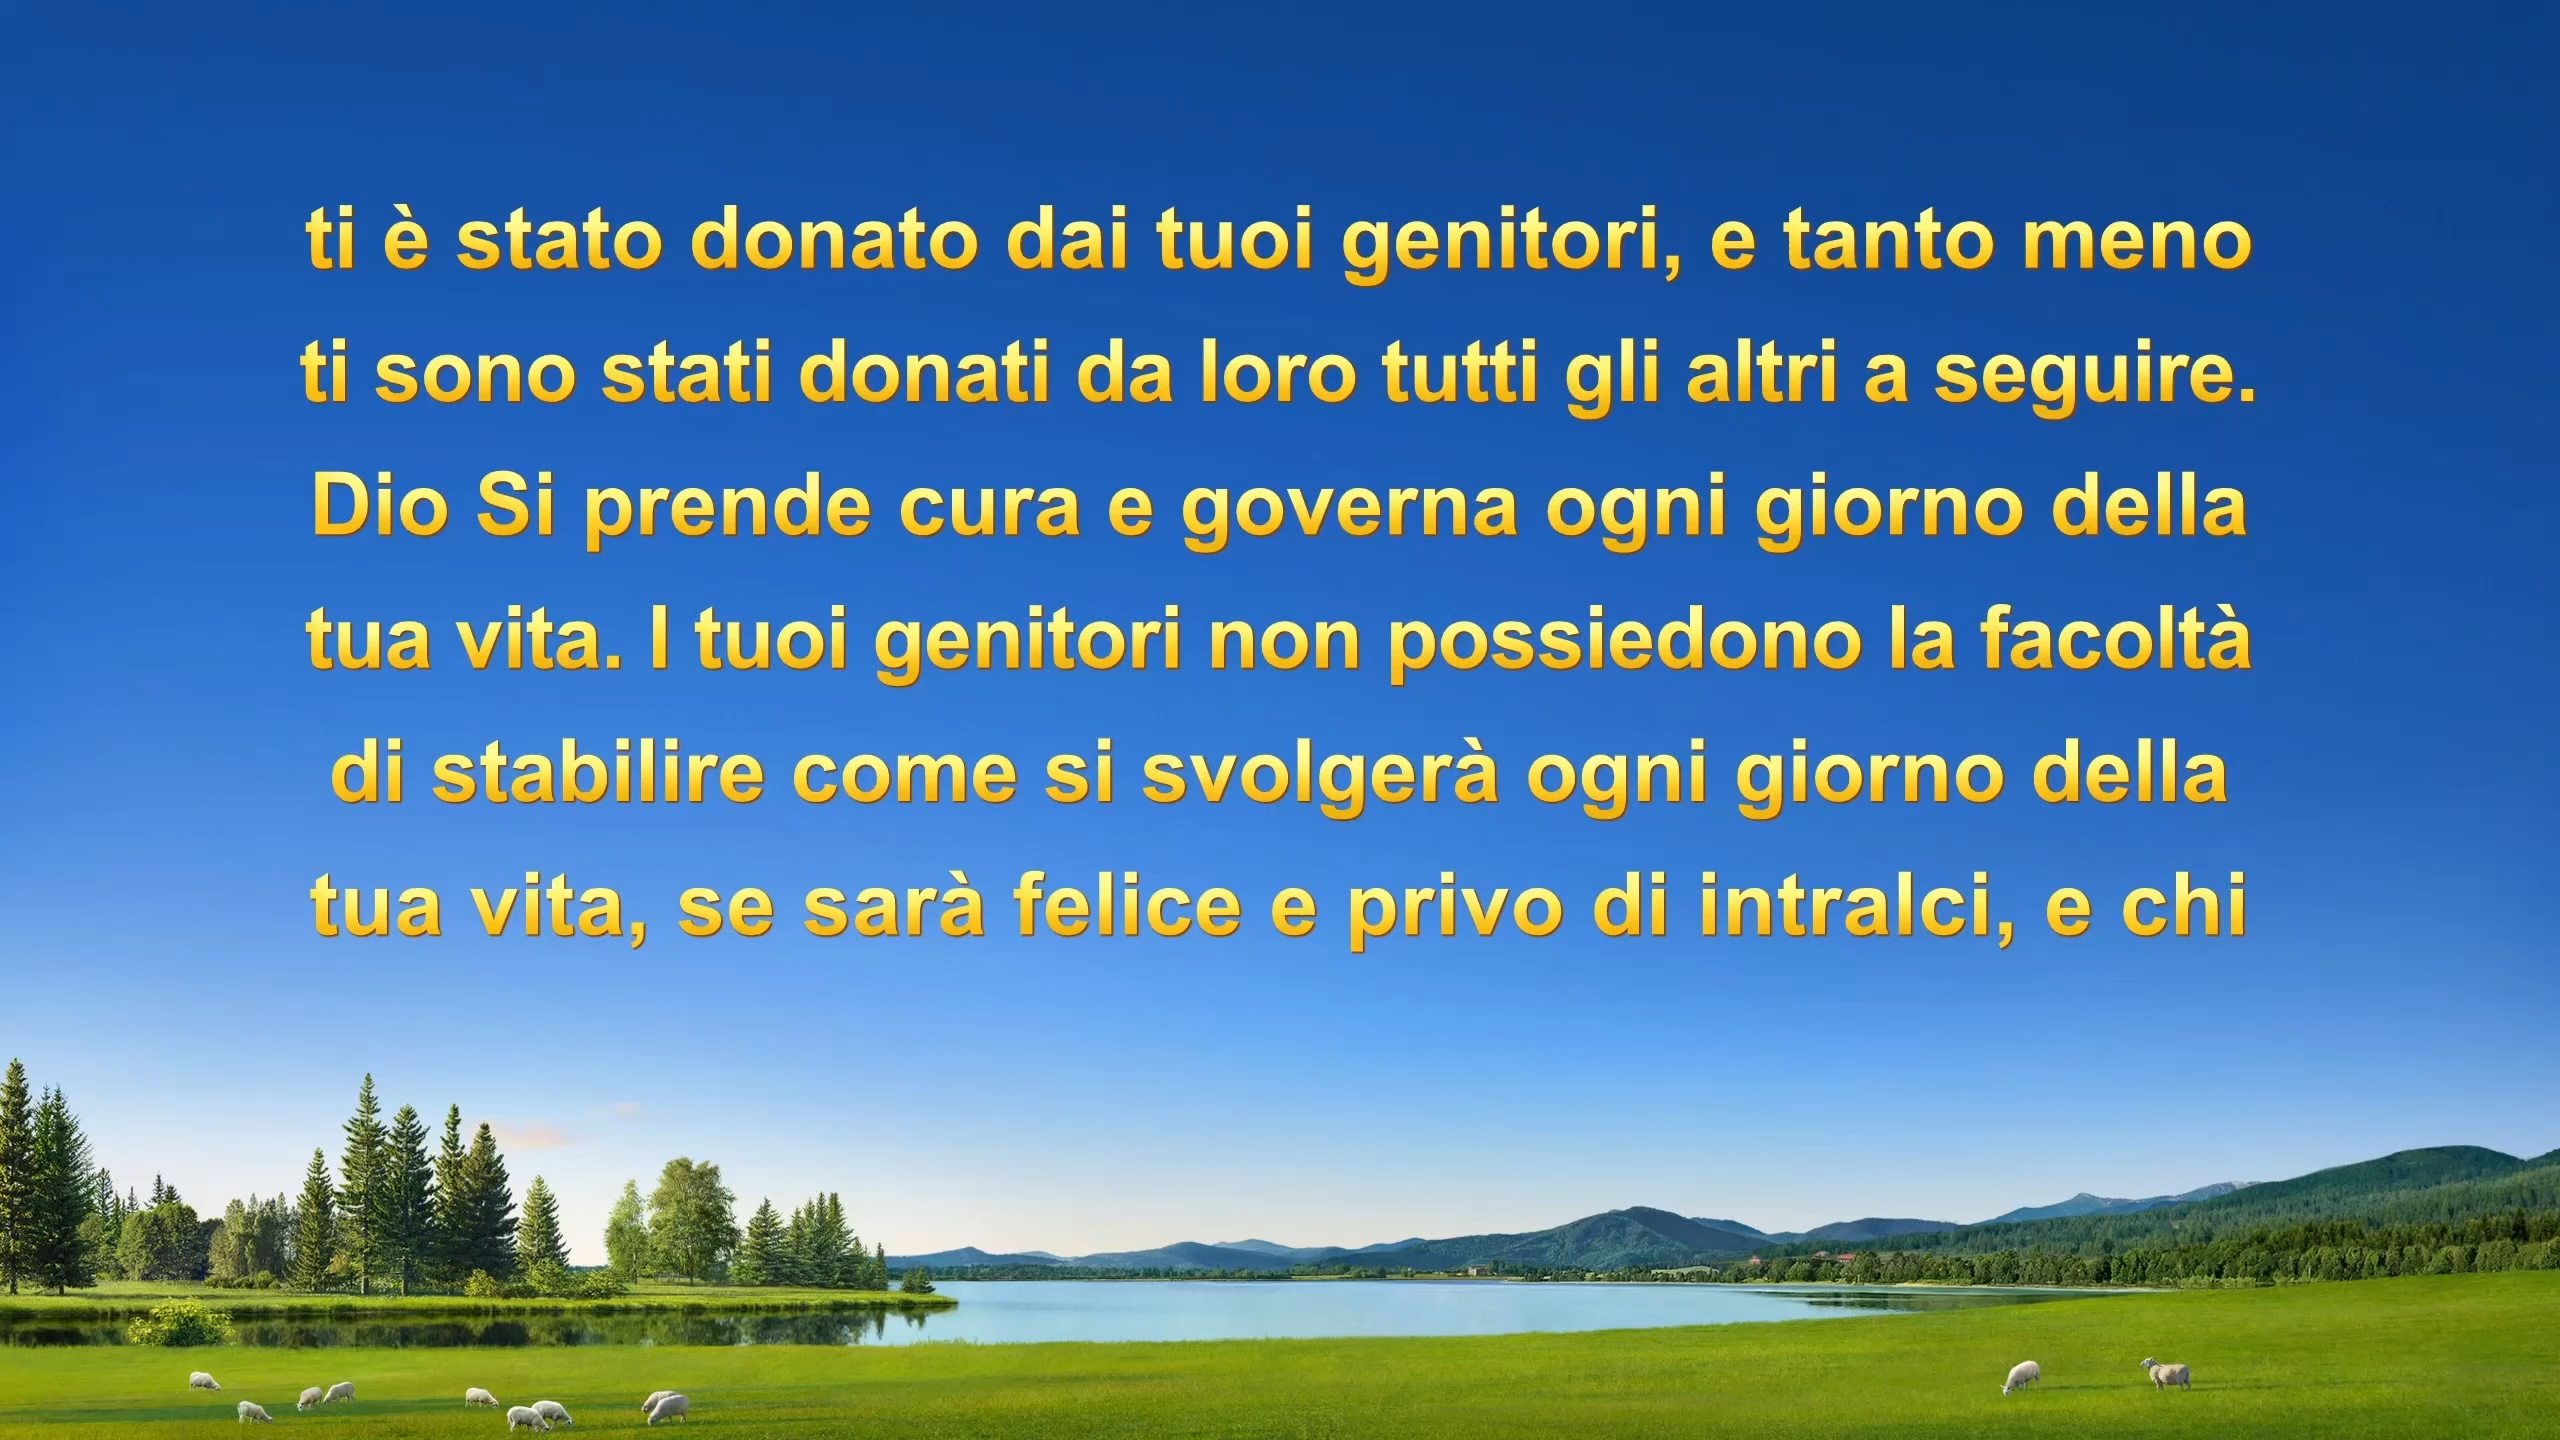 ti è stato donato dai tuoi genitori, e tanto meno
ti sono stati donati da loro tutti gli altri a seguire.
Dio Si prende cura e governa ogni giorno della
tua vita. I tuoi genitori non possiedono la facoltà
di stabilire come si svolgerà ogni giorno della
tua vita, se sarà felice e privo di intralci, e chi